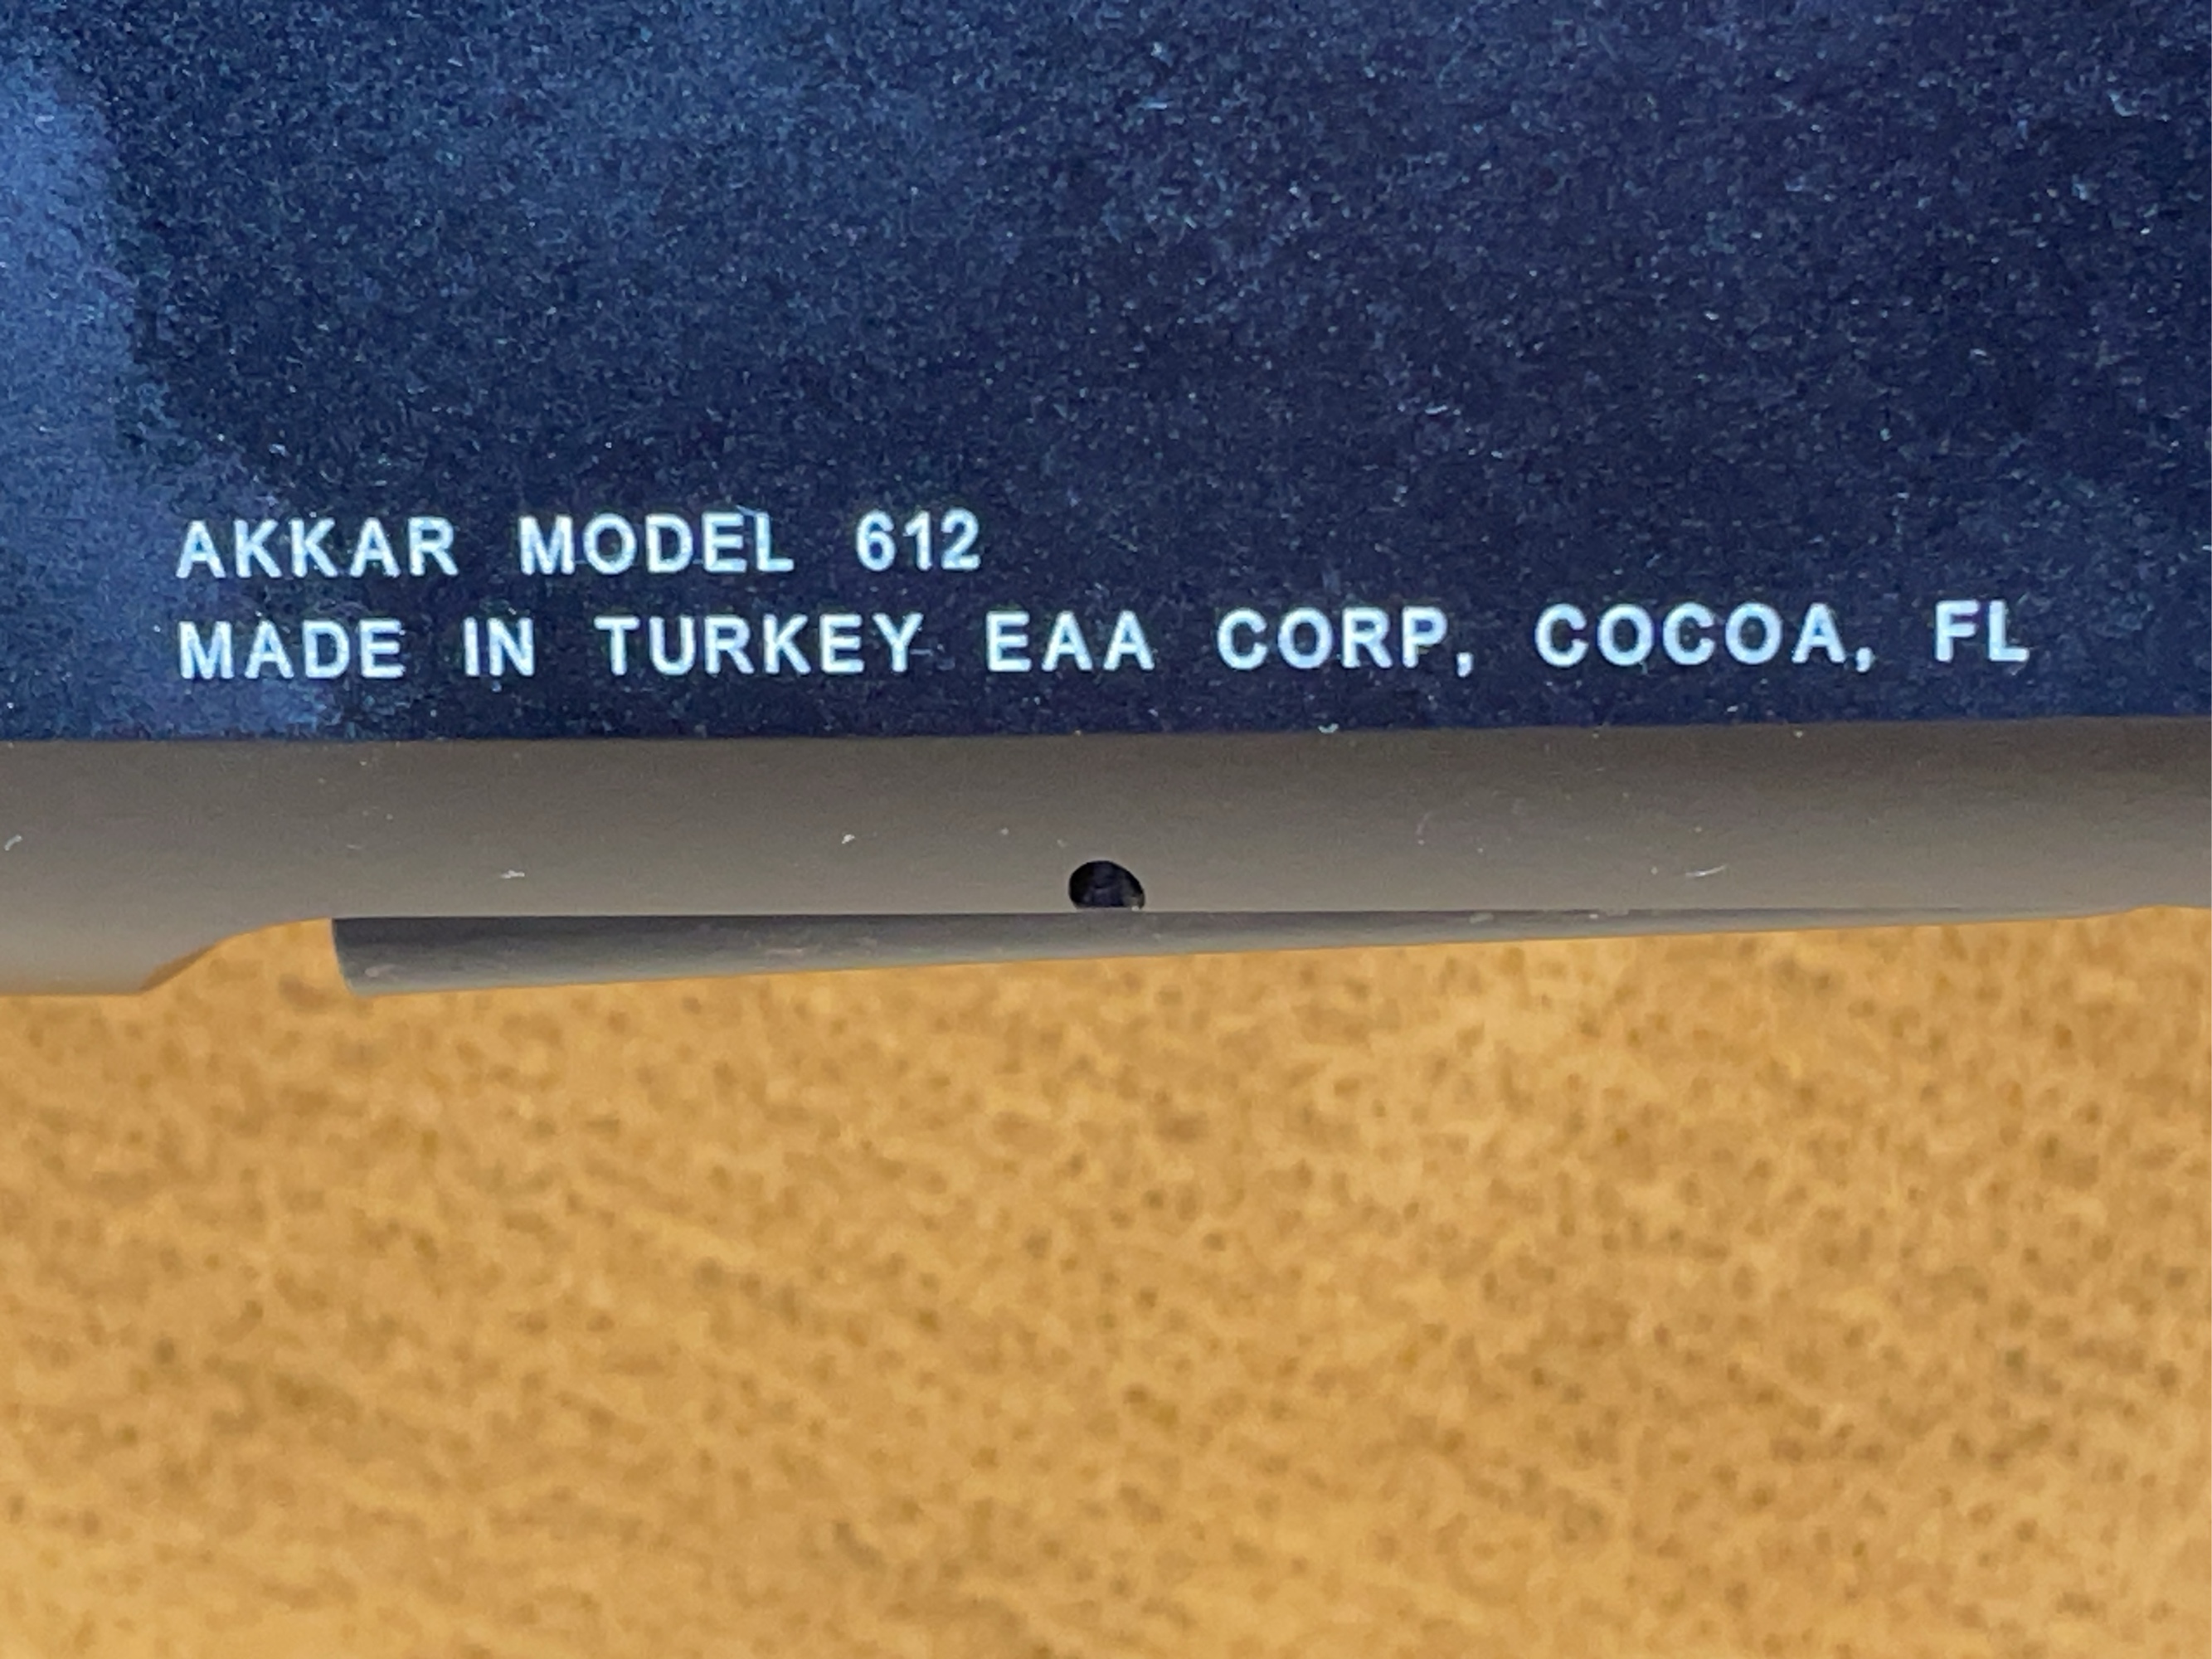 AKKAR MODEL 612
MADE IN TURKEY EAA CORP, COCOA, FL